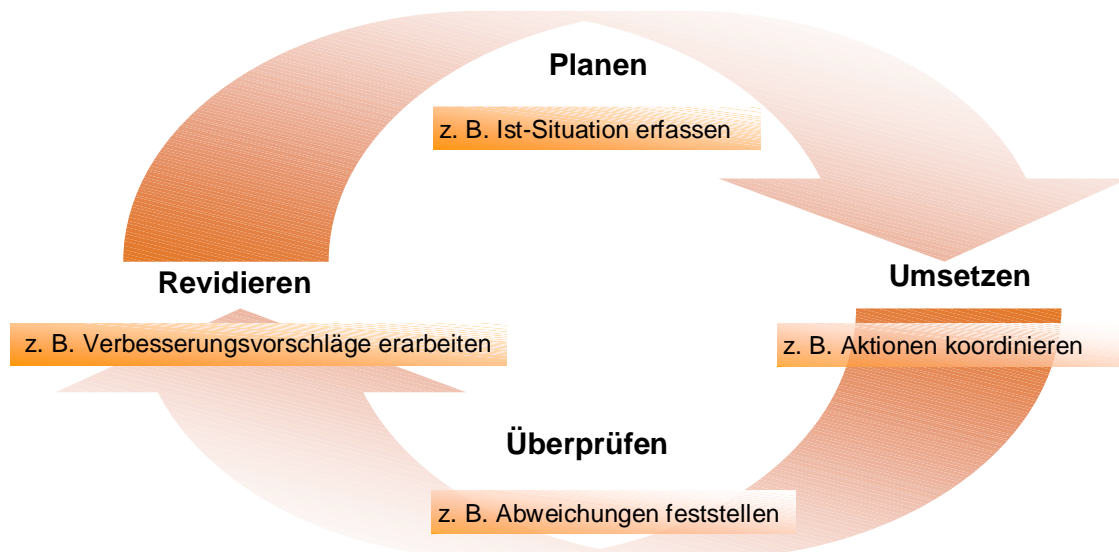 Planen
z. B. Ist-Situation erfassen
Revidieren
Umsetzen
z. B. Verbesserungsvorschläge erarbeiten
z. B. Aktionen koordinieren
Überprüfen
z. B. Abweichungen feststellen